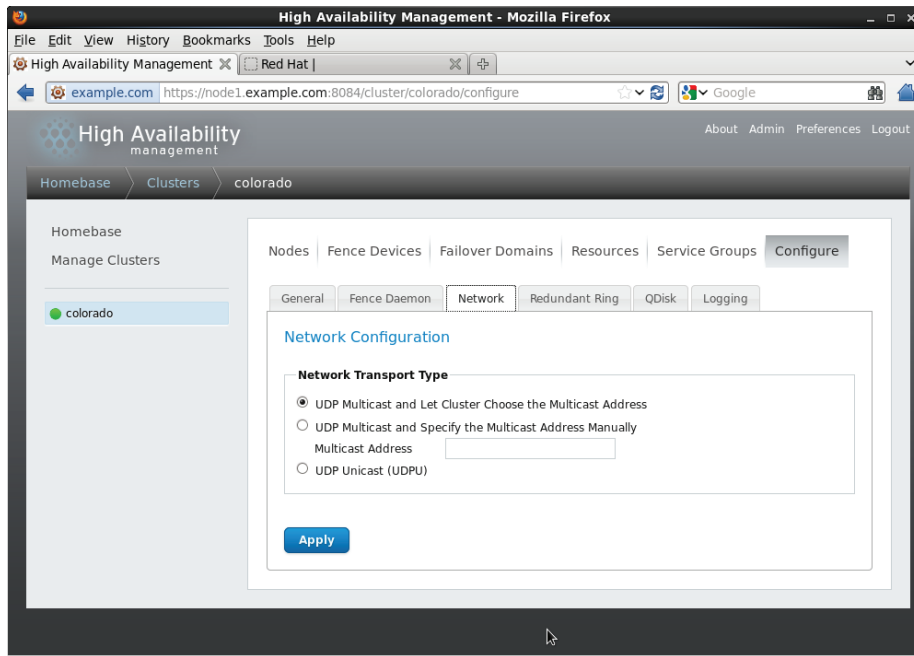 High Availability Management - Mozilla Firefox
File Edit View History Bookmarks Tools Help
High Availability Management Red Hat |
example.com https://node1.example.com:8084/cluster/colorado/configure Google
High Availability
management
About Admin Preferences Logout
Homebase Clusters colorado
Homebase
Manage Clusters
colorado
Nodes Fence Devices Failover Domains Resources Service Groups Configure
General Fence Daemon Network Redundant Ring QDisk Logging
Network Configuration
Network Transport Type
UDP Multicast and Let Cluster Choose the Multicast Address
UDP Multicast and Specify the Multicast Address Manually
Multicast Address
UDP Unicast (UDPU)
Apply